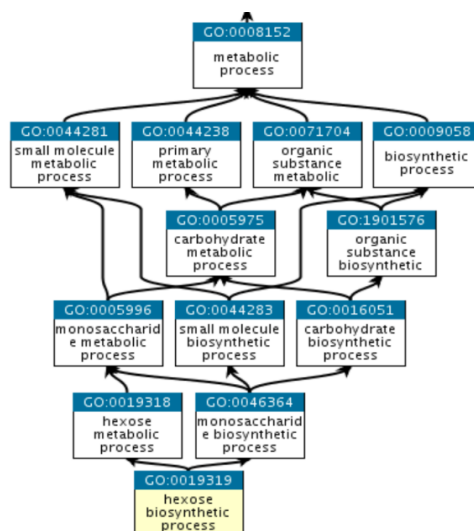 GO:0008152
metabolic
process
GO:0044281
small molecule
metabolic
process
GO:0044238
primary
metabolic
process
GO:0071704
organic
substance
metabolic
GO:0009058
biosynthetic
process
GO:0005975
carbohydrate
metabolic
process
GO:1901576
organic
substance
biosynthetic
GO:0005996
monosaccharid
e metabolic
process
GO:0044283
small molecule
biosynthetic
process
GO:0016051
carbohydrate
biosynthetic
process
GO:0019318
hexose
metabolic
process
GO:0046364
monosaccharid
e biosynthetic
process
GO:0019319
hexose
biosynthetic
process